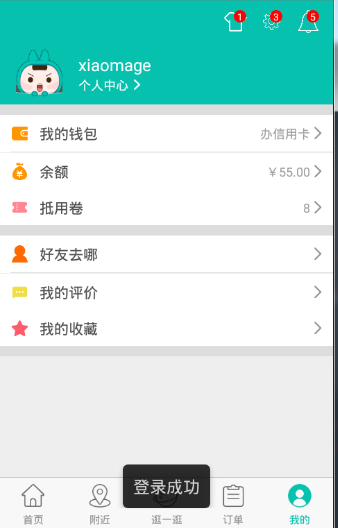 1 3 5
xiaomage
个人中心
我的钱包 办信用卡
余额 ￥55.00
抵用卷 8
好友去哪
我的评价
我的收藏
登录成功
首页 附近 逛一逛 订单 我的